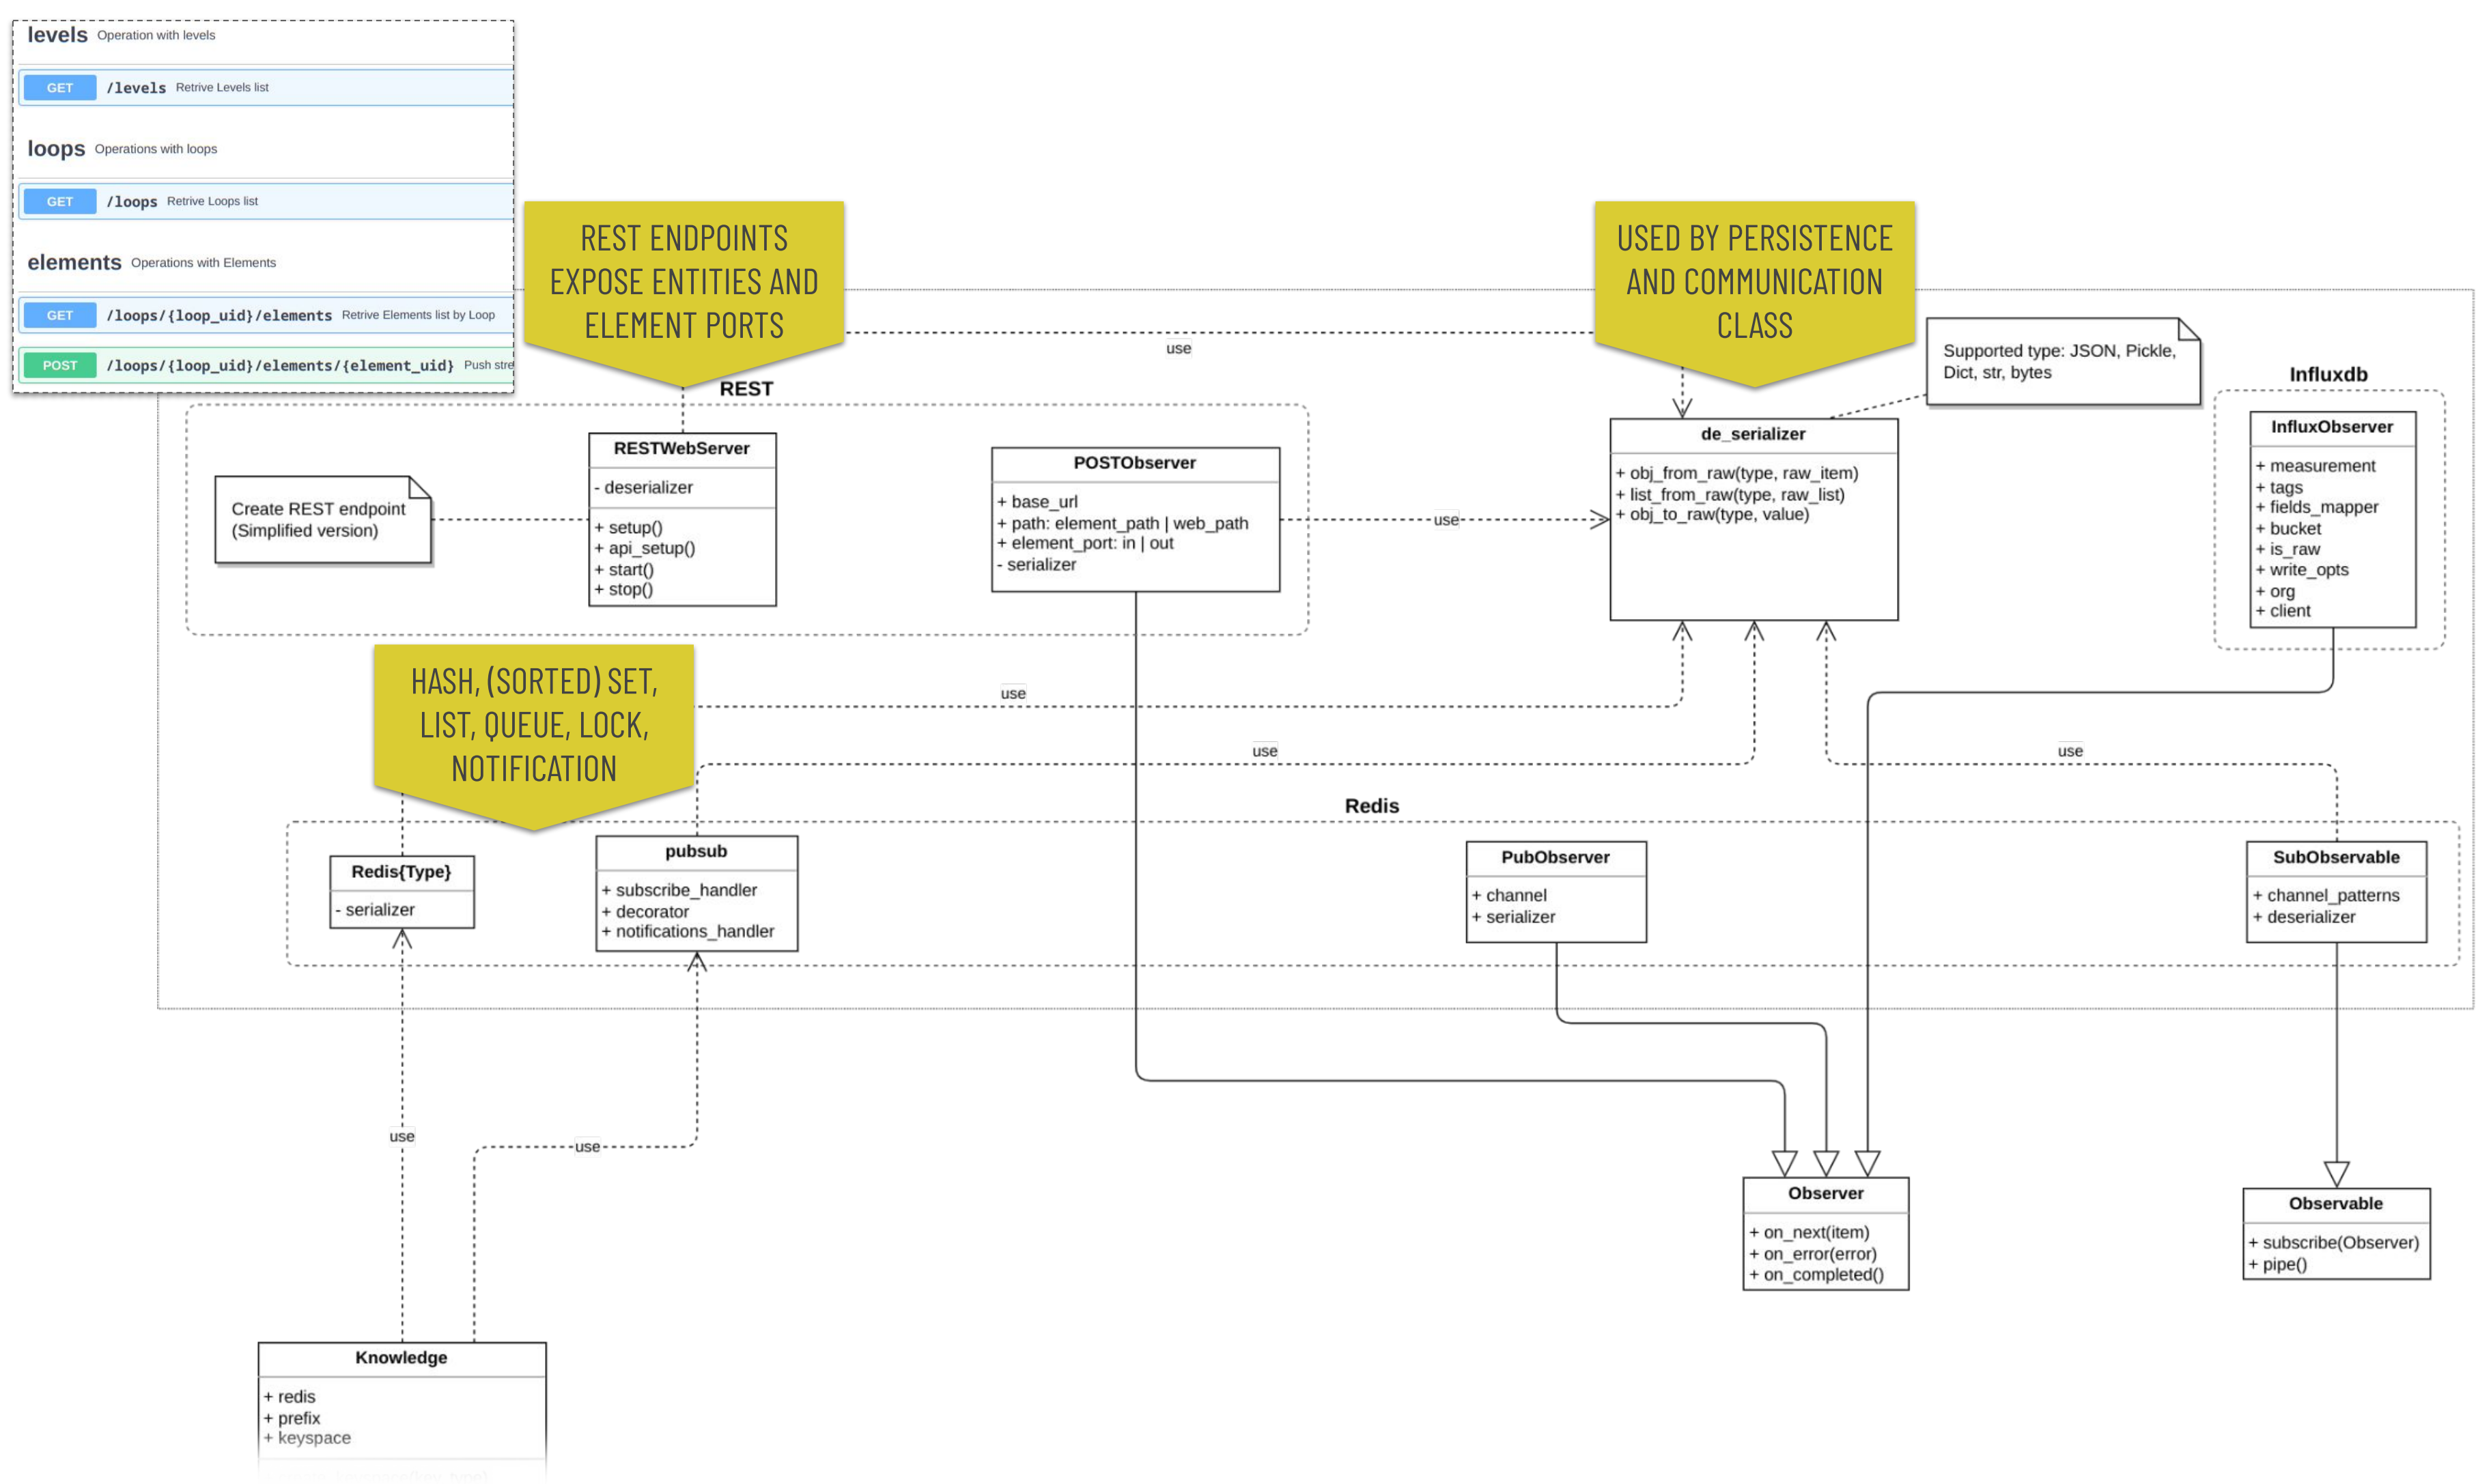 levels Operation with levels
GET /levels Retrive Levels list
loops Operations with loops
GET /loops Retrive Loops list
elements Operations with Elements
GET /loops/{loop_uid}/elements Retrive Elements list by Loop
POST /loops/{loop_uid}/elements/{element_uid} Push stre
REST ENDPOINTS
EXPOSE ENTITIES AND
ELEMENT PORTS
USED BY PERSISTENCE
AND COMMUNICATION
CLASS
use
Supported type: JSON, Pickle,
Dict, str, bytes
REST
Influxdb
Create REST endpoint
(Simplified version)
RESTWebServer
- deserializer
+ setup()
+ api_setup()
+ start()
+ stop()
POSTObserver
+ base_url
+ path: element_path | web_path
+ element_port: in | out
- serializer
use
de_serializer
+ obj_from_raw(type, raw_item)
+ list_from_raw(type, raw_list)
+ obj_to_raw(type, value)
InfluxObserver
+ measurement
+ tags
+ fields_mapper
+ bucket
+ is_raw
+ write_opts
+ org
+ client
HASH, (SORTED) SET,
LIST, QUEUE, LOCK,
NOTIFICATION
use
use
use
Redis
Redis{Type}
- serializer
pubsub
+ subscribe_handler
+ decorator
+ notifications_handler
PubObserver
+ channel
+ serializer
SubObservable
+ channel_patterns
+ deserializer
use
use
Observer
+ on_next(item)
+ on_error(error)
+ on_completed()
Observable
+ subscribe(Observer)
+ pipe()
Knowledge
+ redis
+ prefix
+ keyspace